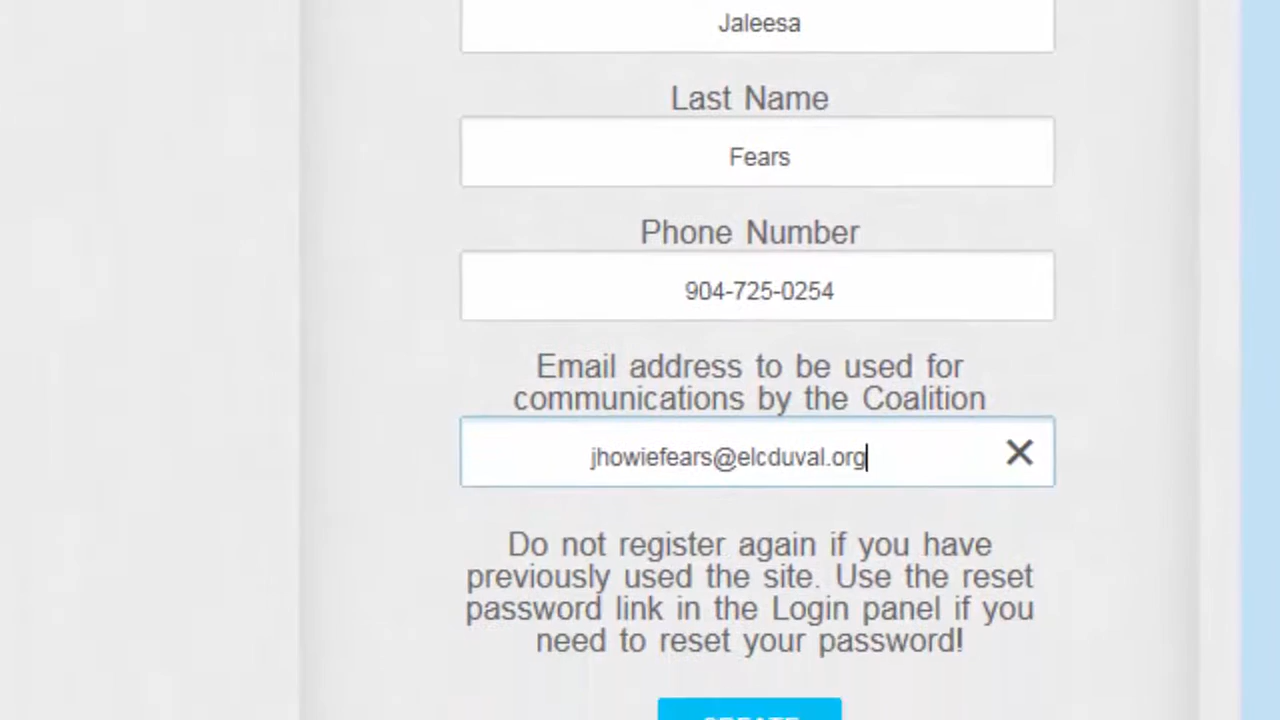 Jaleesa
Last Name
Fears
Phone Number
904-725-0254
Email address to be used for
communications by the Coalition
jhowiefears@elcduval.org
Do not register again if you have
previously used the site. Use the reset
password link in the Login panel if you
need to reset your password!
CREATE